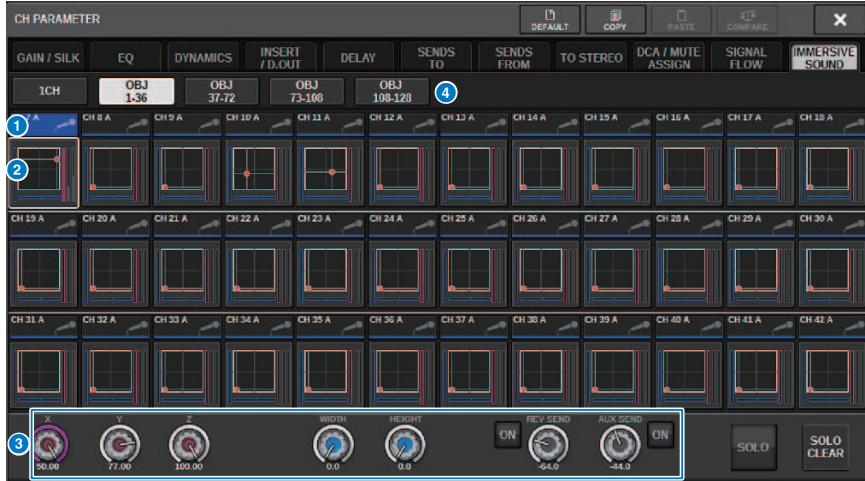 CH PARAMETER
DEFAULT
COPY
PASTE
COMPARE
GAIN / SILK
EQ
DYNAMICS
INSERT / D.OUT
DELAY
SENDS TO
SENDS FROM
TO STEREO
DCA / MUTE ASSIGN
SIGNAL FLOW
IMMERSIVE SOUND
1CH
OBJ 1-36
OBJ 37-72
OBJ 73-108
OBJ 108-128
4
1
7 A
CH 8 A
CH 9 A
CH 10 A
CH 11 A
CH 12 A
CH 13 A
CH 14 A
CH 15 A
CH 16 A
CH 17 A
CH 18 A
2
CH 19 A
CH 20 A
CH 21 A
CH 22 A
CH 23 A
CH 24 A
CH 25 A
CH 26 A
CH 27 A
CH 28 A
CH 29 A
CH 30 A
CH 31 A
CH 32 A
CH 33 A
CH 34 A
CH 35 A
CH 36 A
CH 37 A
CH 38 A
CH 39 A
CH 40 A
CH 41 A
CH 42 A
3
X
Y
Z
WIDTH
HEIGHT
REV SEND
AUX SEND
ON
ON
SOLO
SOLO CLEAR
50.00
77.00
100.00
0.0
0.0
-64.0
-44.0